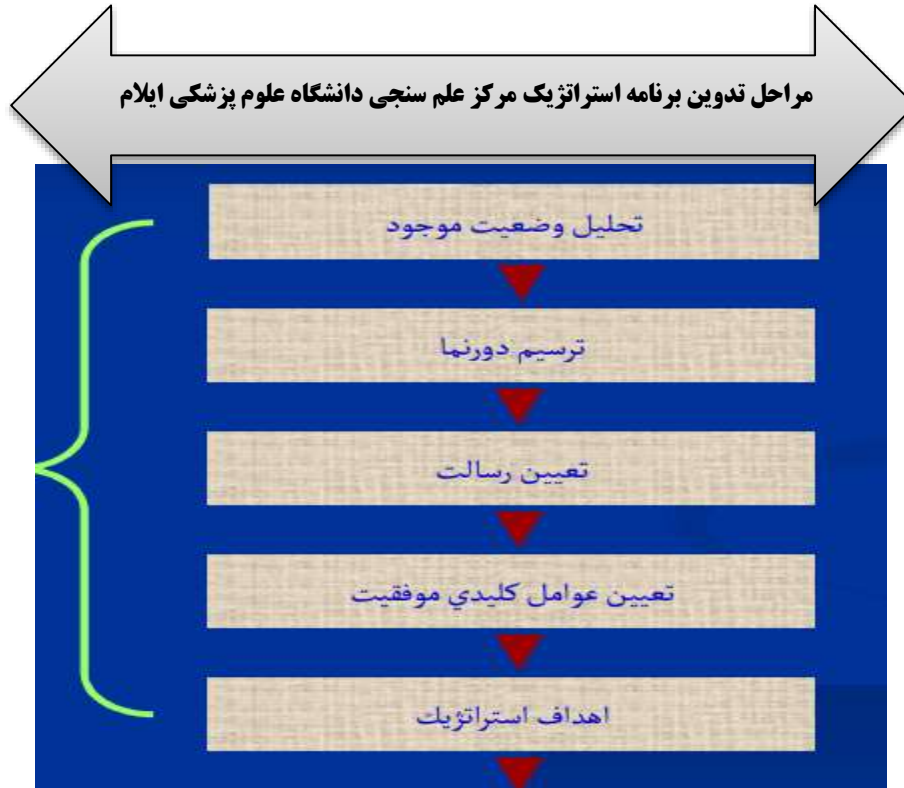 مراحل تدوین برنامه استراتژیک مرکز علم سنجی دانشگاه علوم پزشکی ایلام
تحلیل وضعیت موجود
ترسیم دورنما
تعیین رسالت
تعیین عوامل کلیدي موفقیت
اهداف استراتژیك